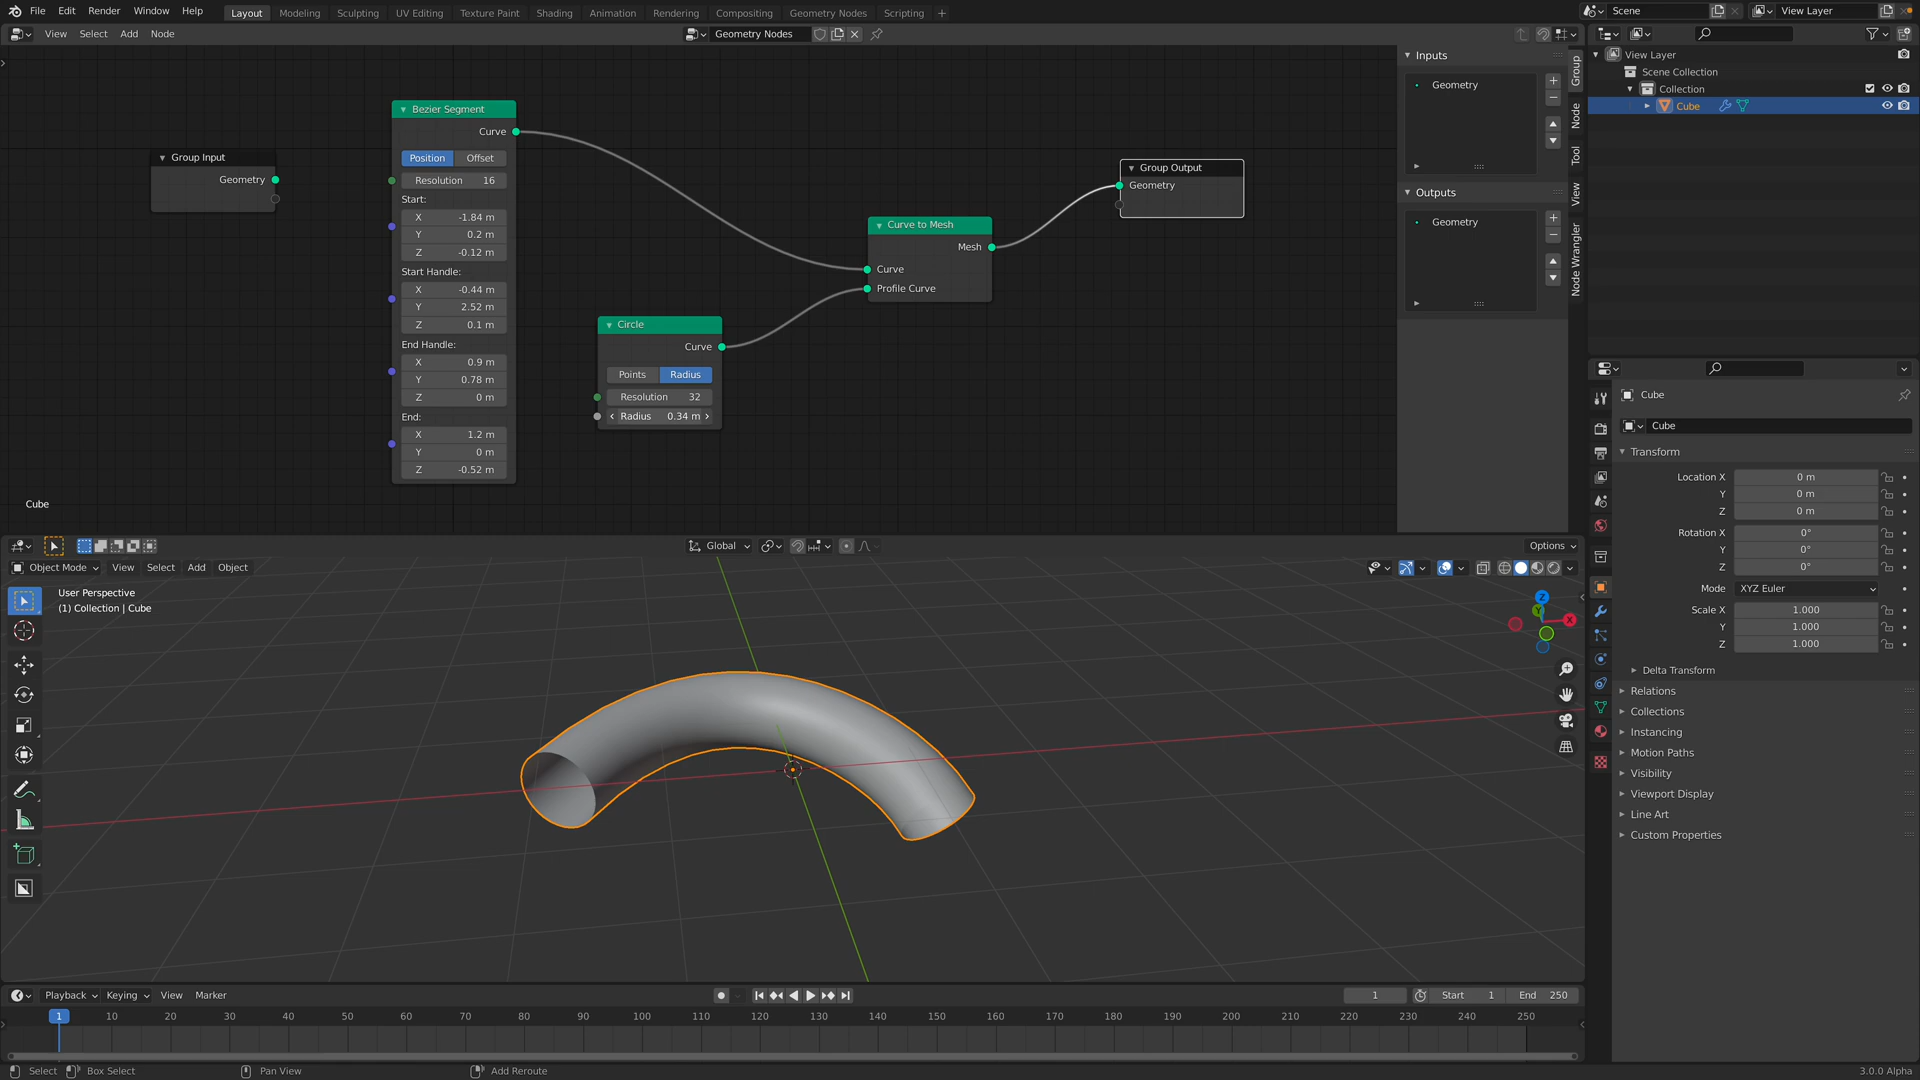 File Edit Render Window Help Layout Modeling Sculpting UV Editing Texture Paint Shading Animation Rendering Compositing Geometry Nodes Scripting + Scene View Layer
View Select Add Node Geometry Nodes
Inputs
Geometry
Outputs
Geometry
Group
Node
Tool
View
Node Wrangler
Group Input
Geometry
Bezier Segment
Curve
Position Offset
Resolution 16
Start:
X -1.84 m
Y 0.2 m
Z -0.12 m
Start Handle:
X -0.44 m
Y 2.52 m
Z 0.1 m
End Handle:
X 0.9 m
Y 0.78 m
Z 0 m
End:
X 1.2 m
Y 0 m
Z -0.52 m
Circle
Curve
Points Radius
Resolution 32
Radius 0.34 m
Curve to Mesh
Mesh
Curve
Profile Curve
Group Output
Geometry
Cube
View Layer
Scene Collection
Collection
Cube
Global Options
Object Mode View Select Add Object
User Perspective
(1) Collection | Cube
Z
Y
X
Cube
Cube
Transform
Location X 0 m
Y 0 m
Z 0 m
Rotation X 0°
Y 0°
Z 0°
Mode XYZ Euler
Scale X 1.000
Y 1.000
Z 1.000
Delta Transform
Relations
Collections
Instancing
Motion Paths
Visibility
Viewport Display
Line Art
Custom Properties
Playback Keying View Marker 1 Start 1 End 250
1 10 20 30 40 50 60 70 80 90 100 110 120 130 140 150 160 170 180 190 200 210 220 230 240 250
Select Box Select Pan View Add Reroute 3.0.0 Alpha